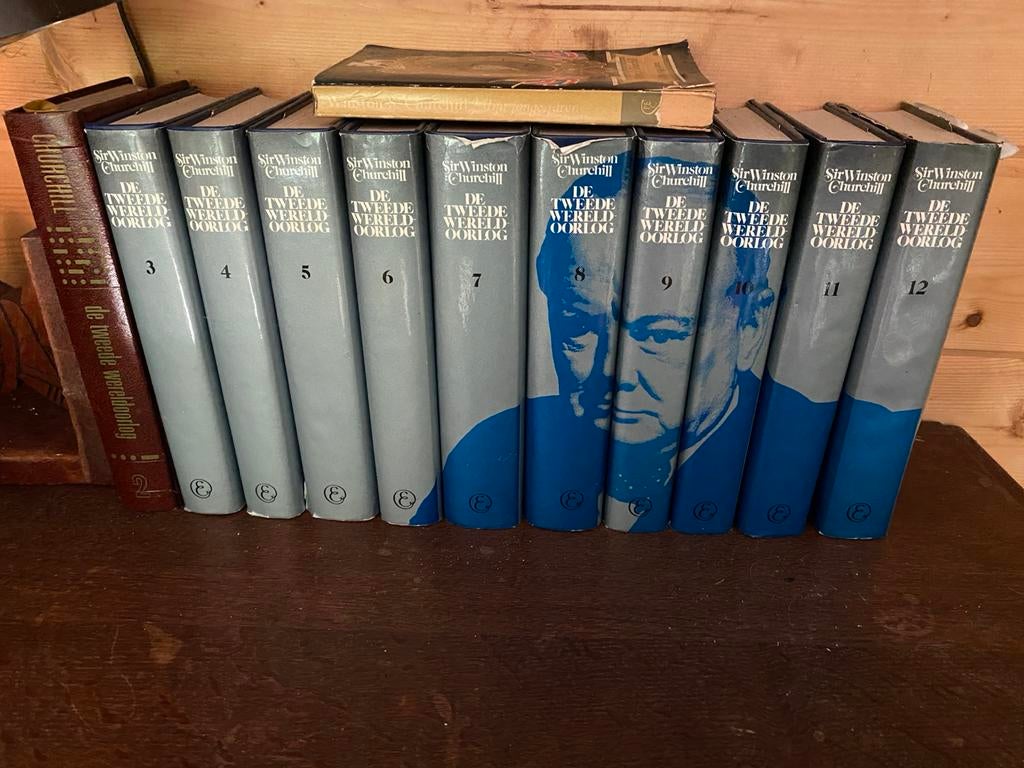 Winston S. Churchill
CHURCHILL
de tweede wereldoorlog
2
Sir Winston
Churchill
DE
TWEEDE
WERELD-
OORLOG
3
Sir Winston
Churchill
DE
TWEEDE
WERELD-
OORLOG
4
Sir Winston
Churchill
DE
TWEEDE
WERELD-
OORLOG
5
Sir Winston
Churchill
DE
TWEEDE
WERELD-
OORLOG
6
Sir Winston
Churchill
DE
TWEEDE
WERELD-
OORLOG
7
Sir Winston
Churchill
DE
TWEEDE
WERELD-
OORLOG
8
Sir Winston
Churchill
DE
TWEEDE
WERELD-
OORLOG
9
Sir Winston
Churchill
DE
TWEEDE
WERELD-
OORLOG
10
Sir Winston
Churchill
DE
TWEEDE
WERELD-
OORLOG
11
Sir Winston
Churchill
DE
TWEEDE
WERELD-
OORLOG
12